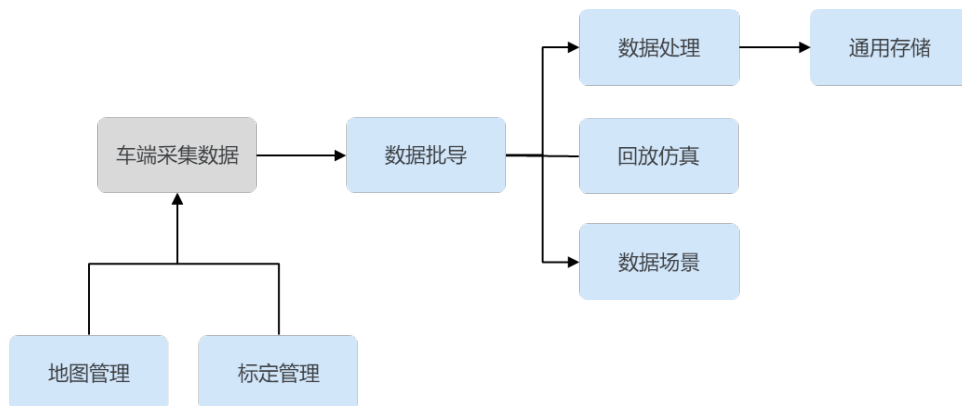 数据处理
通用存储
车端采集数据
数据批导
回放仿真
数据场景
地图管理
标定管理